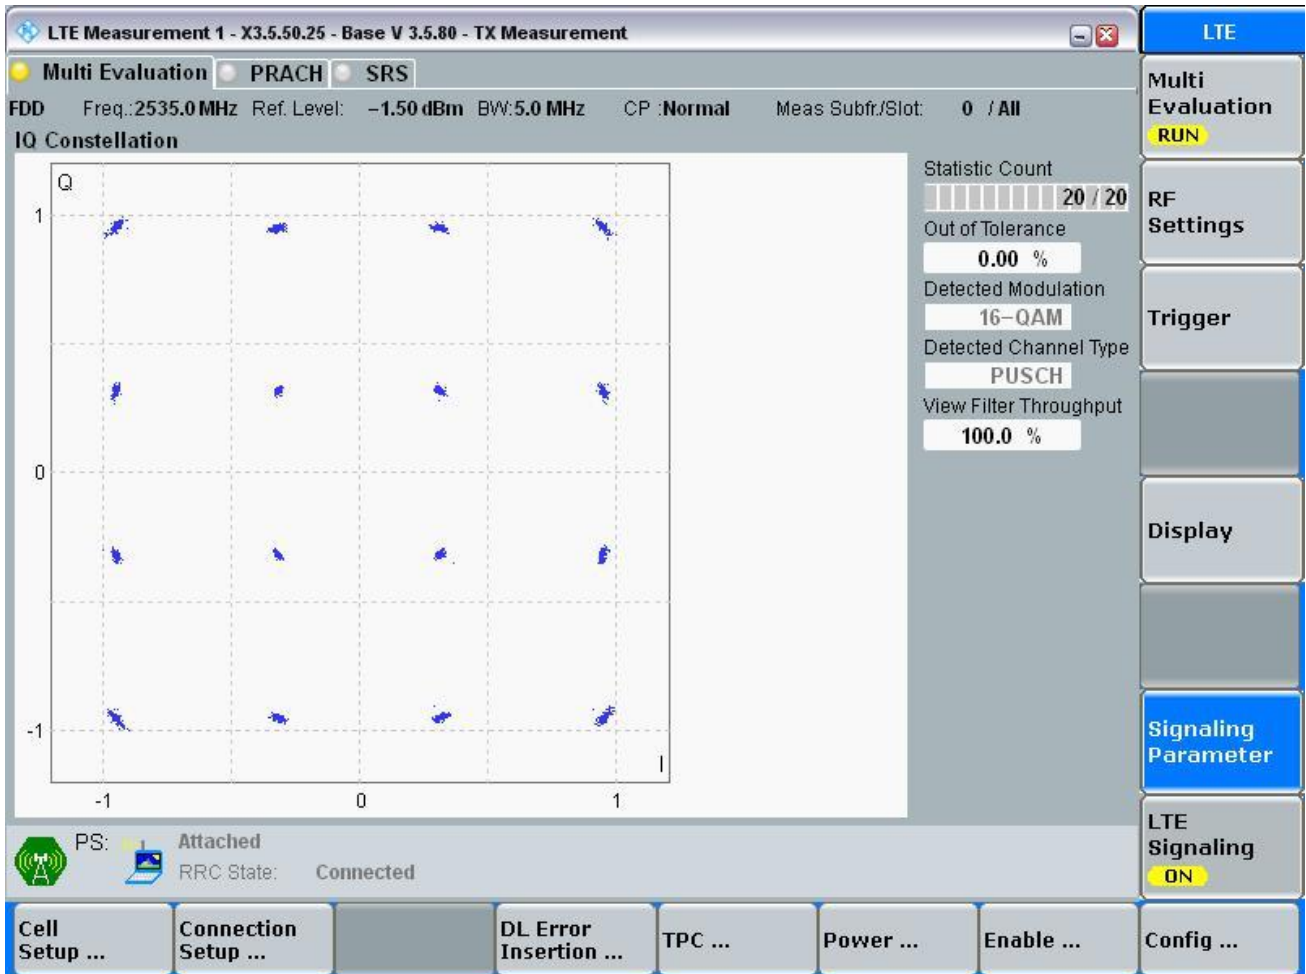 LTE Measurement 1 - X3.5.50.25 - Base V 3.5.80 - TX Measurement
LTE
Multi Evaluation PRACH SRS
FDD Freq.:2535.0 MHz Ref. Level: −1.50 dBm BW:5.0 MHz CP :Normal Meas Subfr./Slot: 0 / All
IQ Constellation
Q
1
0
-1
I
-1 0 1
Statistic Count
20 / 20
Out of Tolerance
0.00 %
Detected Modulation
16−QAM
Detected Channel Type
PUSCH
View Filter Throughput
100.0 %
Multi
Evaluation
RUN
RF
Settings
Trigger
Display
Signaling
Parameter
LTE
Signaling
ON
PS: Attached
RRC State: Connected
Cell
Setup ...
Connection
Setup ...
DL Error
Insertion ...
TPC ...
Power ...
Enable ...
Config ...